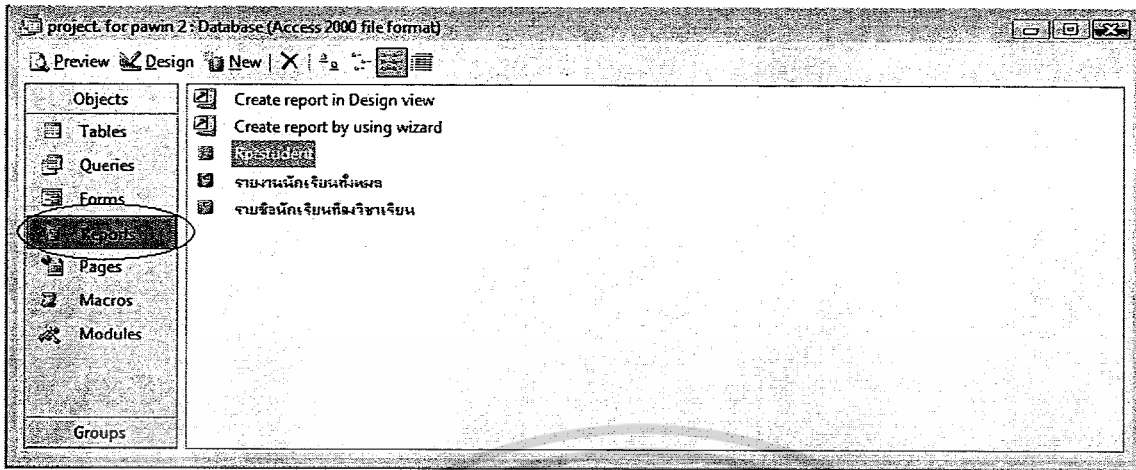 project. for pawin 2 : Database (Access 2000 file format)
Preview Design New
Objects
Tables
Queries
Forms
Reports
Pages
Macros
Modules
Groups
Create report in Design view
Create report by using wizard
Rp-student
รายงานนักเรียนทั้งหมด
รายชื่อนักเรียนที่ลงวิชาเรียน